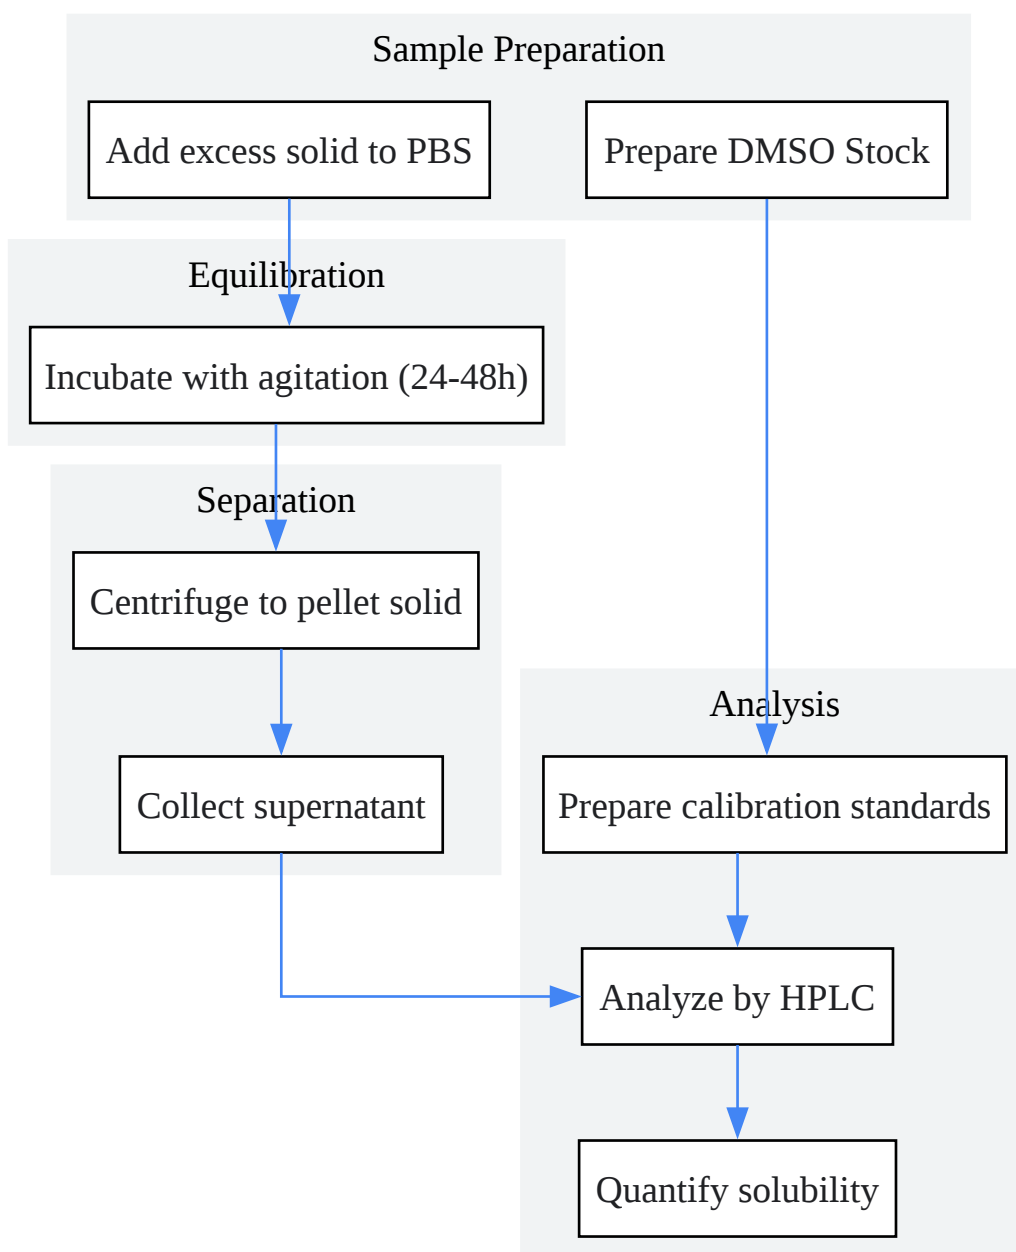 Sample Preparation
Add excess solid to PBS
Prepare DMSO Stock
Equilibration
Incubate with agitation (24-48h)
Separation
Centrifuge to pellet solid
Collect supernatant
Analysis
Prepare calibration standards
Analyze by HPLC
Quantify solubility